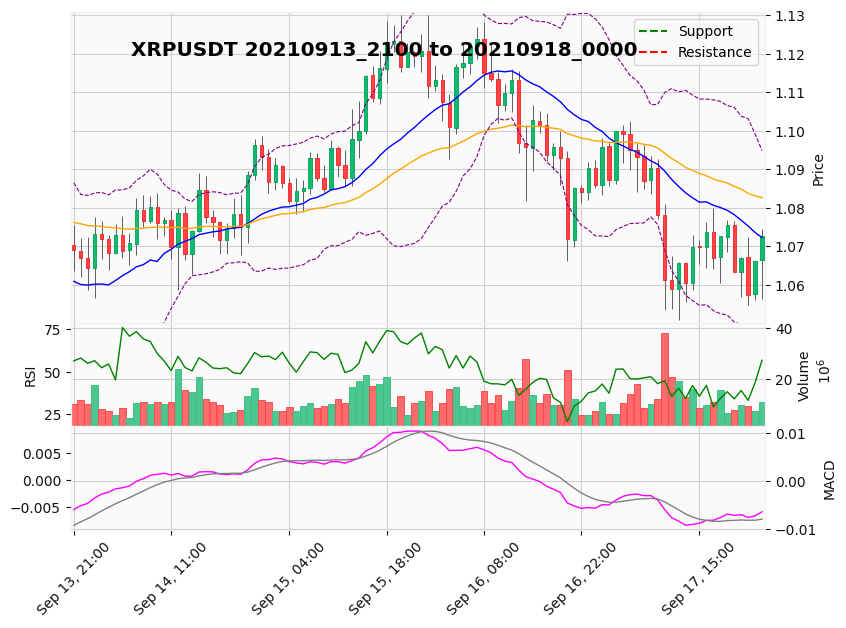 XRPUSDT 20210913_2100 to 20210918_0000
Support
Resistance
1.13
1.12
1.11
1.10
1.09
1.08
1.07
1.06
Price
75
50
25
RSI
40
20
Volume
10^6
0.005
0.000
−0.005
0.01
0.00
−0.01
MACD
Sep 13, 21:00
Sep 14, 11:00
Sep 15, 04:00
Sep 15, 18:00
Sep 16, 08:00
Sep 16, 22:00
Sep 17, 15:00